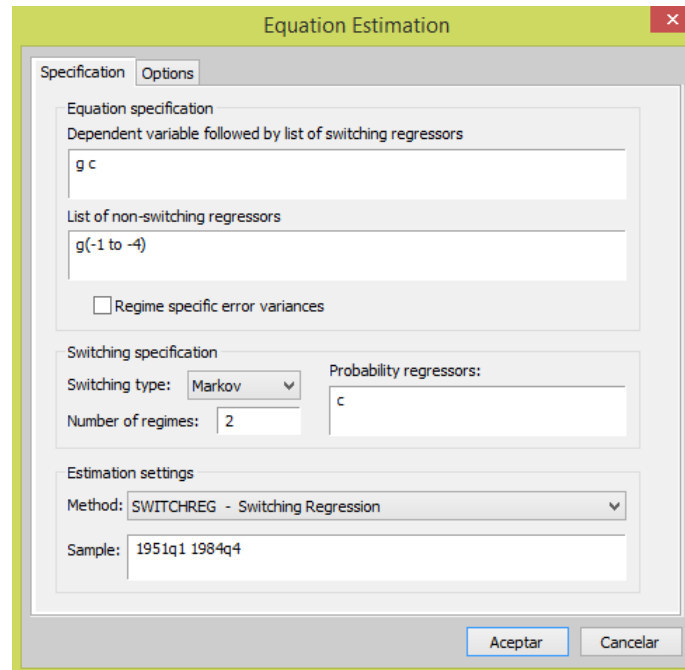 Equation Estimation
Specification
Options
Equation specification
Dependent variable followed by list of switching regressors
g c
List of non-switching regressors
g(-1 to -4)
Regime specific error variances
Switching specification
Switching type: Markov
Number of regimes: 2
Probability regressors:
c
Estimation settings
Method: SWITCHREG - Switching Regression
Sample: 1951q1 1984q4
Aceptar
Cancelar